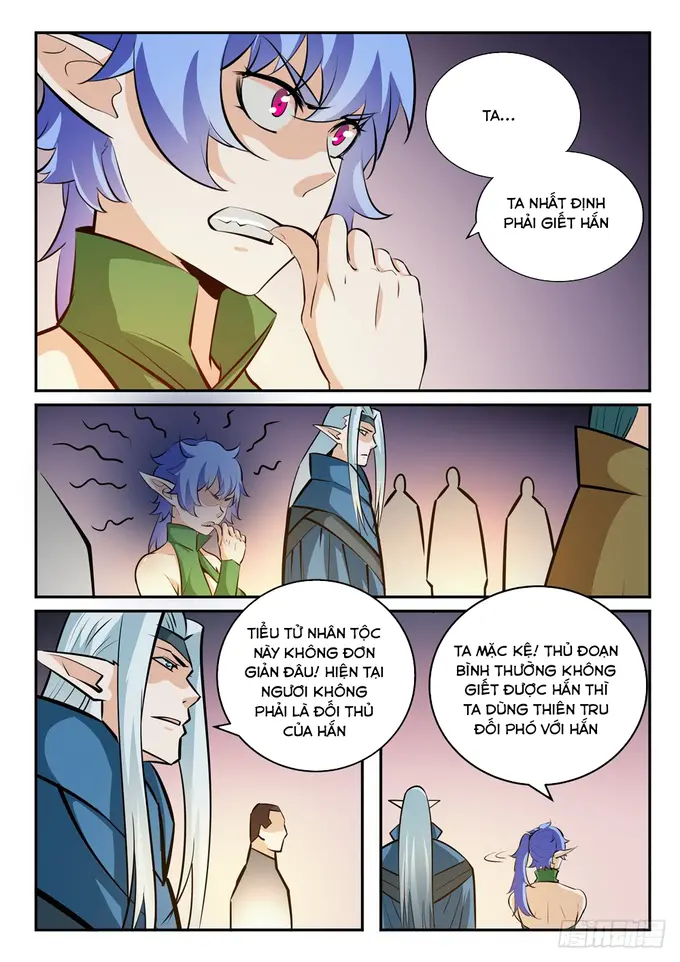 TA...
TA NHẤT ĐỊNH
PHẢI GIẾT HẮN
TIỂU TỬ NHÂN TỘC
NÀY KHÔNG ĐƠN
GIẢN ĐÂU! HIỆN TẠI
NGƯƠI KHÔNG
PHẢI LÀ ĐỐI THỦ
CỦA HẮN
TA MẶC KỆ! THỦ ĐOẠN
BÌNH THƯỜNG KHÔNG
GIẾT ĐƯỢC HẮN THÌ
TA DÙNG THIÊN TRU
ĐỐI PHÓ VỚI HẮN